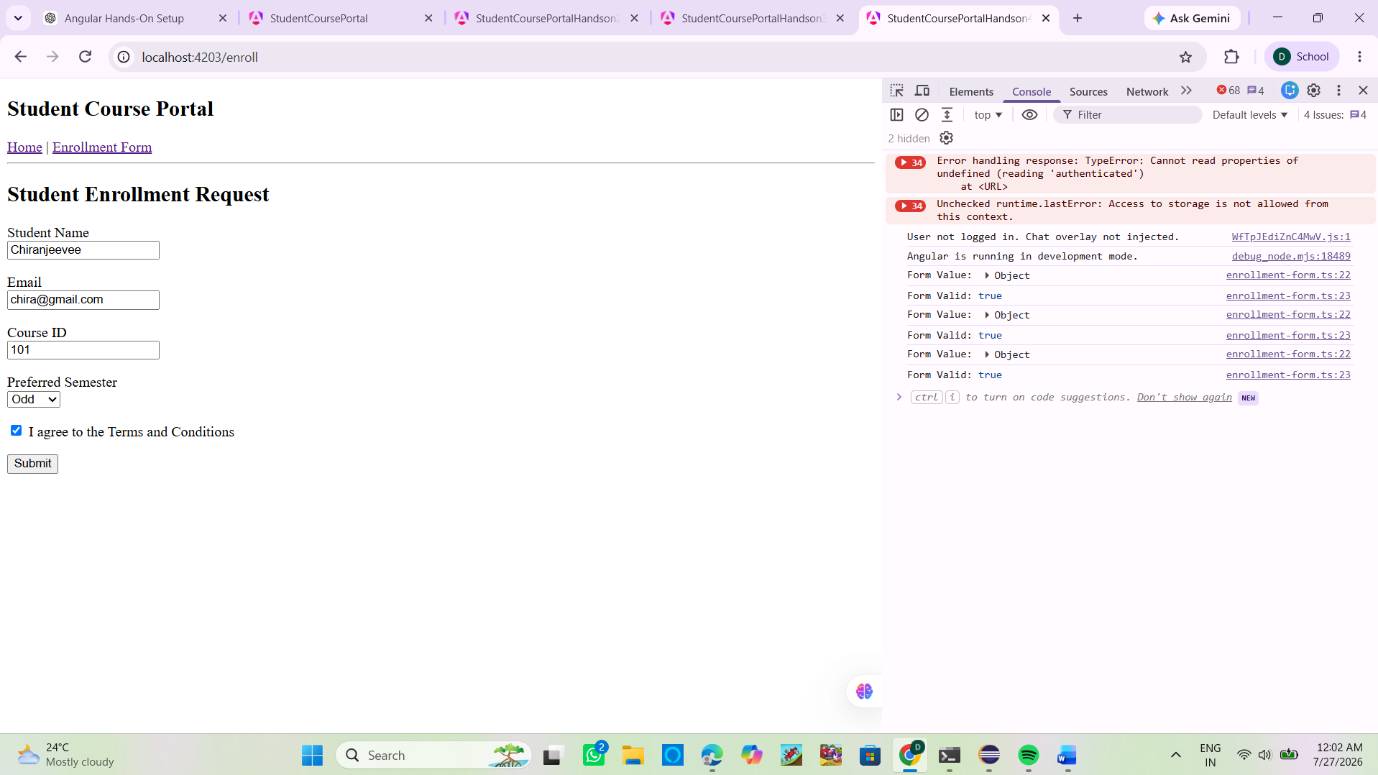 Angular Hands-On Setup
StudentCoursePortal
StudentCoursePortalHandson2
StudentCoursePortalHandson3
StudentCoursePortalHandson4
Ask Gemini
localhost:4203/enroll
D School
Student Course Portal
Home | Enrollment Form
Student Enrollment Request
Student Name
Chiranjeevee
Email
chira@gmail.com
Course ID
101
Preferred Semester
Odd
I agree to the Terms and Conditions
Submit
Elements Console Sources Network 68 4
top Filter Default levels 4 Issues: 4
2 hidden
34 Error handling response: TypeError: Cannot read properties of
undefined (reading 'authenticated')
at <URL>
34 Unchecked runtime.lastError: Access to storage is not allowed from
this context.
User not logged in. Chat overlay not injected. WfTpJEdiZnC4MwV.js:1
Angular is running in development mode. debug_node.mjs:18489
Form Value: Object enrollment-form.ts:22
Form Valid: true enrollment-form.ts:23
Form Value: Object enrollment-form.ts:22
Form Valid: true enrollment-form.ts:23
Form Value: Object enrollment-form.ts:22
Form Valid: true enrollment-form.ts:23
ctrl i to turn on code suggestions. Don't show again NEW
24°C
Mostly cloudy
Search
2
D
ENG
IN
12:02 AM
7/27/2026